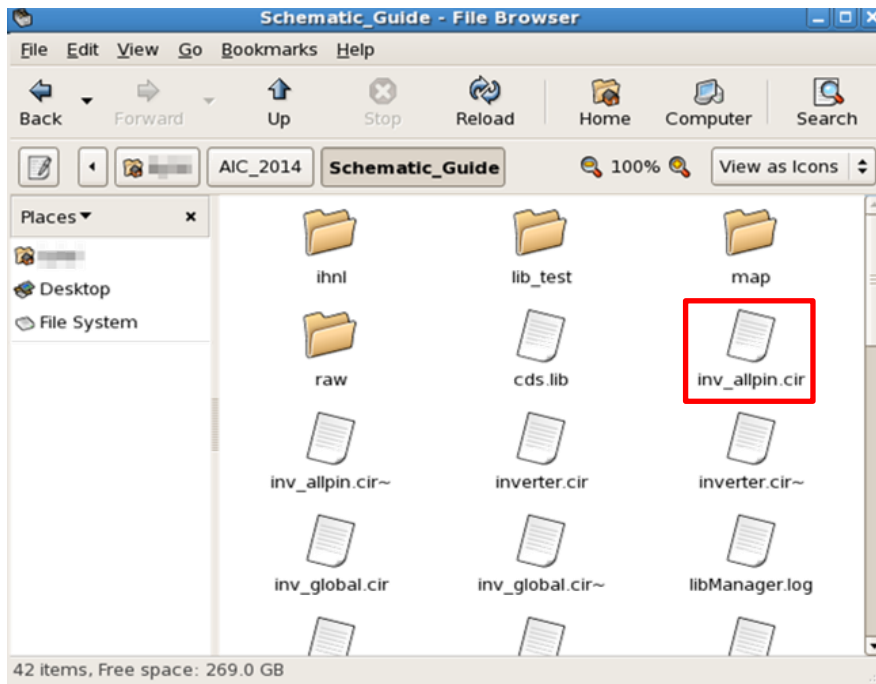 Schematic_Guide - File Browser
File Edit View Go Bookmarks Help
Back Forward Up Stop Reload Home Computer Search
AIC_2014 Schematic_Guide 100% View as Icons
Places
Desktop
File System
ihnl lib_test map
raw cds.lib inv_allpin.cir
inv_allpin.cir~ inverter.cir inverter.cir~
inv_global.cir inv_global.cir~ libManager.log
42 items, Free space: 269.0 GB